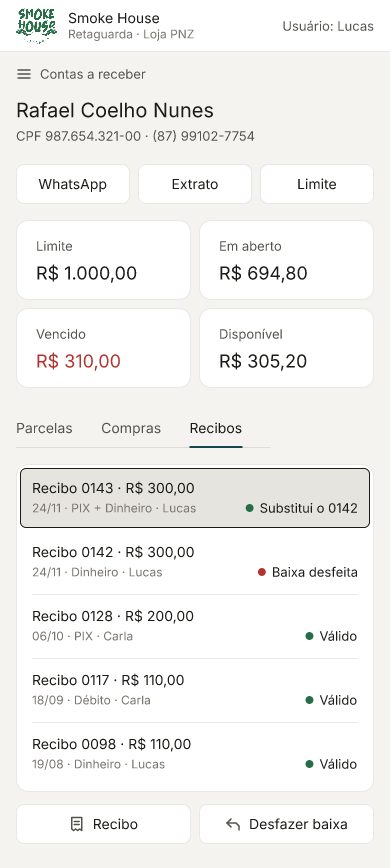 SMOKE
HOUSE
Smoke House
Retaguarda · Loja PNZ
Usuário: Lucas
Contas a receber
Rafael Coelho Nunes
CPF 987.654.321-00 · (87) 99102-7754
WhatsApp
Extrato
Limite
Limite
R$ 1.000,00
Em aberto
R$ 694,80
Vencido
R$ 310,00
Disponível
R$ 305,20
Parcelas
Compras
Recibos
Recibo 0143 · R$ 300,00
24/11 · PIX + Dinheiro · Lucas
Substitui o 0142
Recibo 0142 · R$ 300,00
24/11 · Dinheiro · Lucas
Baixa desfeita
Recibo 0128 · R$ 200,00
06/10 · PIX · Carla
Válido
Recibo 0117 · R$ 110,00
18/09 · Débito · Carla
Válido
Recibo 0098 · R$ 110,00
19/08 · Dinheiro · Lucas
Válido
Recibo
Desfazer baixa